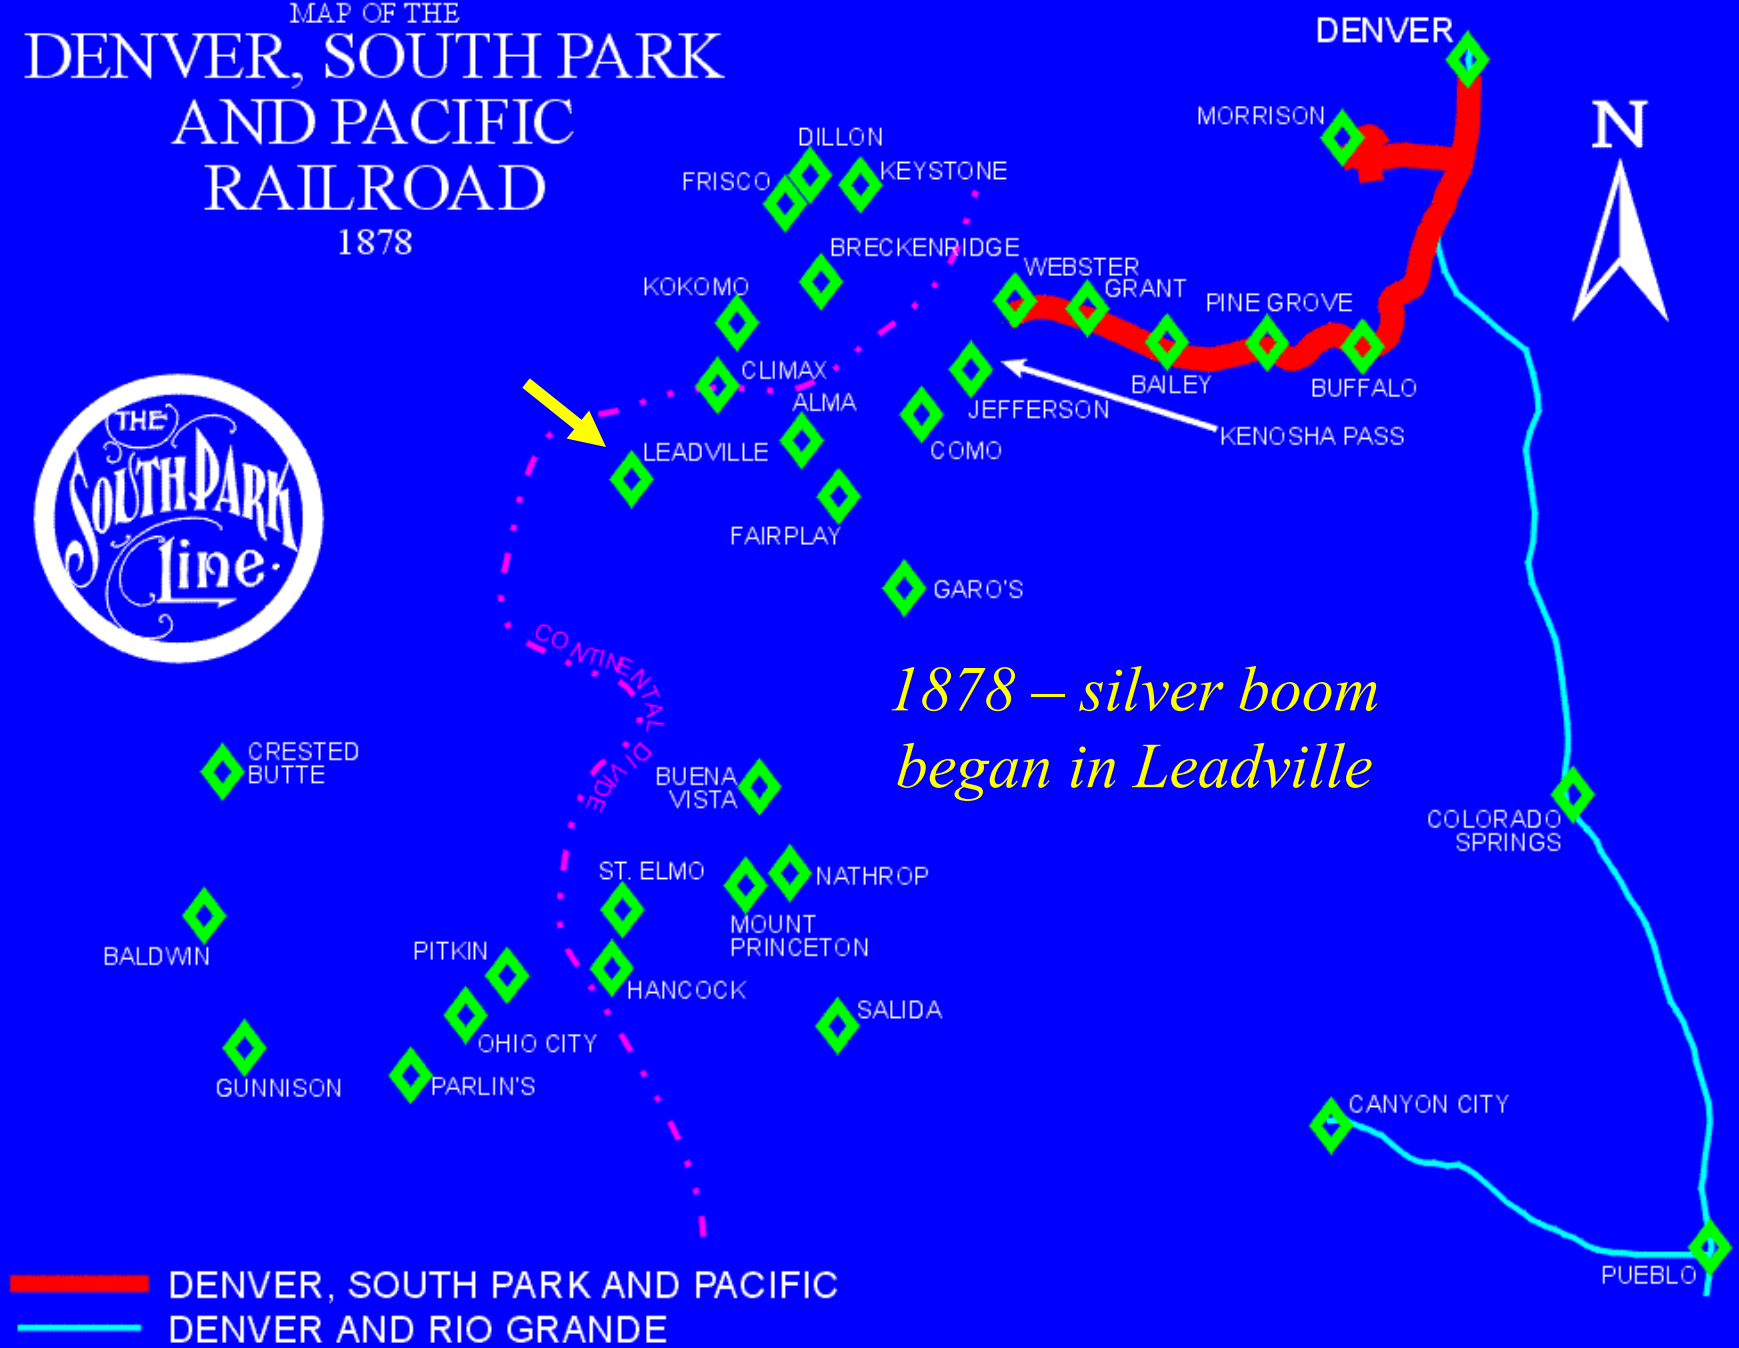 MAP OF THE
DENVER, SOUTH PARK
AND PACIFIC
RAILROAD
1878
DENVER
MORRISON
N
DILLON
FRISCO
KEYSTONE
BRECKENRIDGE
WEBSTER
KOKOMO
GRANT
PINE GROVE
CLIMAX
BAILEY
BUFFALO
ALMA
JEFFERSON
KENOSHA PASS
THE
SOUTH PARK
Line.
LEADVILLE
COMO
FAIRPLAY
GARO'S
CONTINENTAL DIVIDE
1878 – silver boom
began in Leadville
CRESTED
BUTTE
BUENA
VISTA
COLORADO
SPRINGS
ST. ELMO
NATHROP
MOUNT
PRINCETON
BALDWIN
PITKIN
HANCOCK
SALIDA
OHIO CITY
GUNNISON
PARLIN'S
CANYON CITY
PUEBLO
DENVER, SOUTH PARK AND PACIFIC
DENVER AND RIO GRANDE